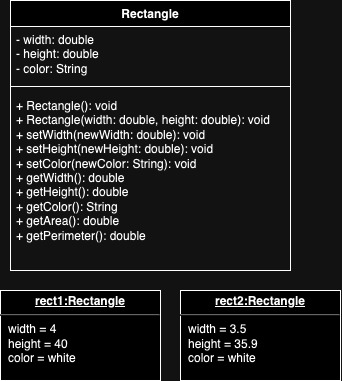 Rectangle
- width: double
- height: double
- color: String
+ Rectangle(): void
+ Rectangle(width: double, height: double): void
+ setWidth(newWidth: double): void
+ setHeight(newHeight: double): void
+ setColor(newColor: String): void
+ getWidth(): double
+ getHeight(): double
+ getColor(): String
+ getArea(): double
+ getPerimeter(): double
rect1:Rectangle
width = 4
height = 40
color = white
rect2:Rectangle
width = 3.5
height = 35.9
color = white